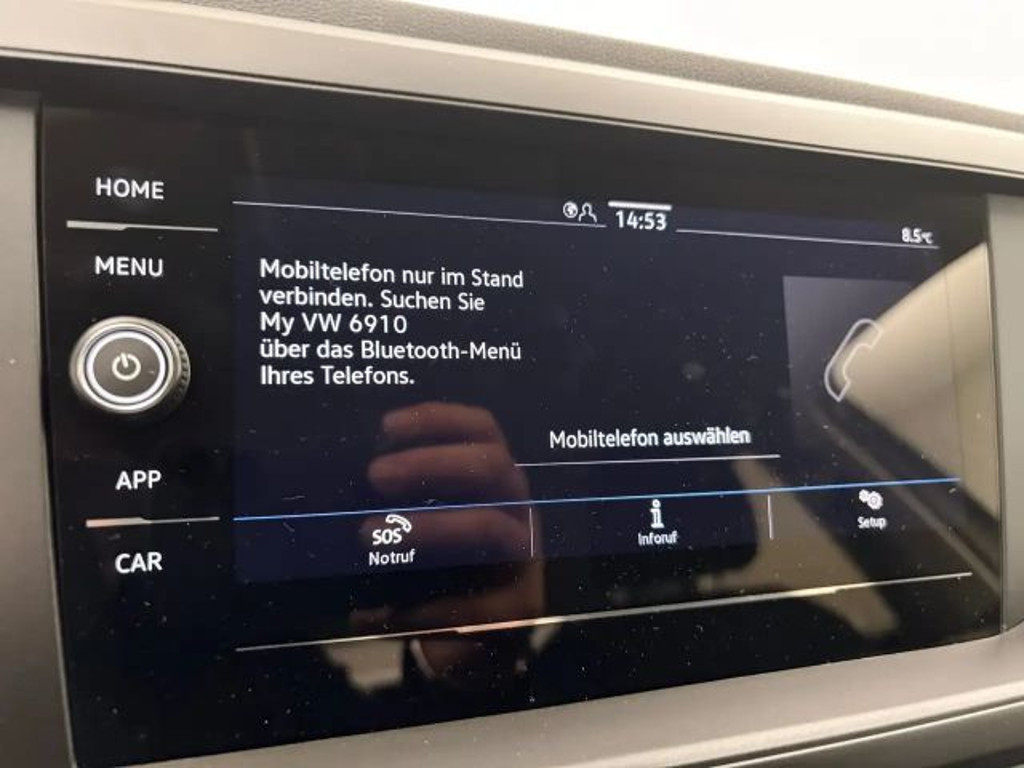 HOME
14:53
8.5°C
MENU
Mobiltelefon nur im Stand
verbinden. Suchen Sie
My VW 6910
über das Bluetooth-Menü
Ihres Telefons.
Mobiltelefon auswählen
APP
SOS
Notruf
Inforuf
Setup
CAR